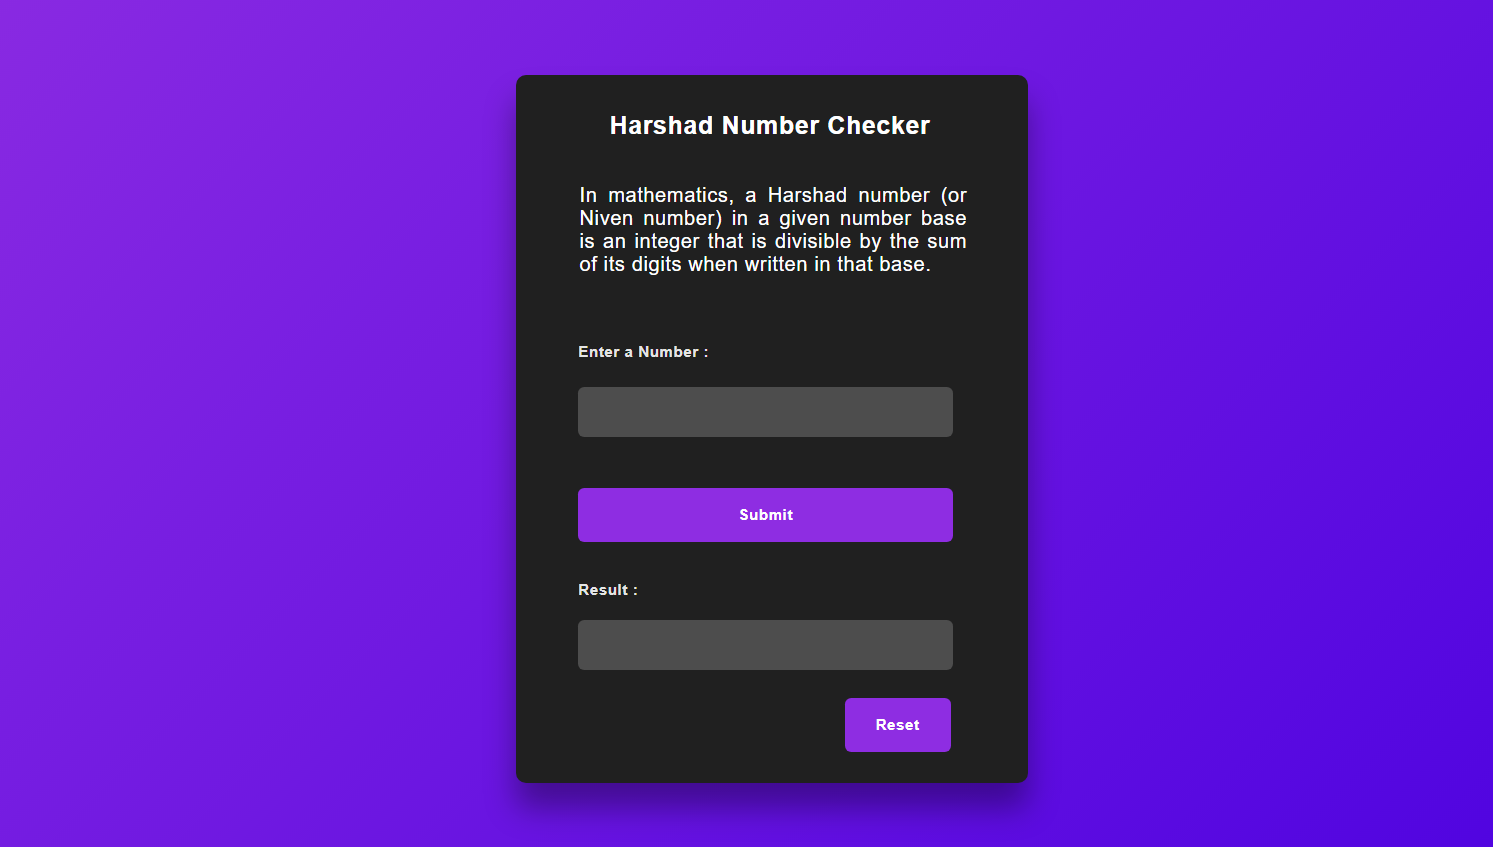 Harshad Number Checker
In mathematics, a Harshad number (or
Niven number) in a given number base
is an integer that is divisible by the sum
of its digits when written in that base.
Enter a Number :
Submit
Result :
Reset